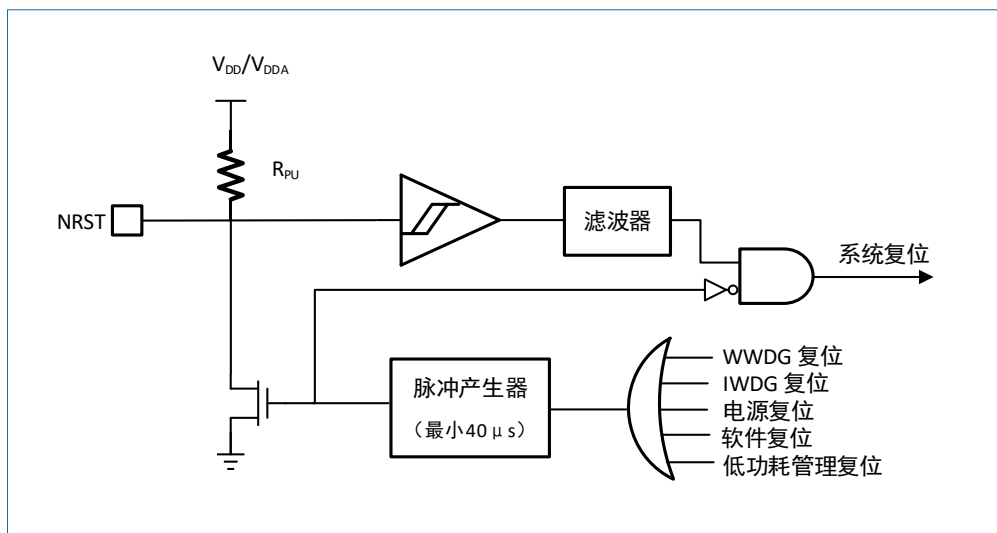 VDD/VDDA
RPU
NRST
滤波器
系统复位
脉冲产生器
（最小40μs）
WWDG 复位
IWDG 复位
电源复位
软件复位
低功耗管理复位